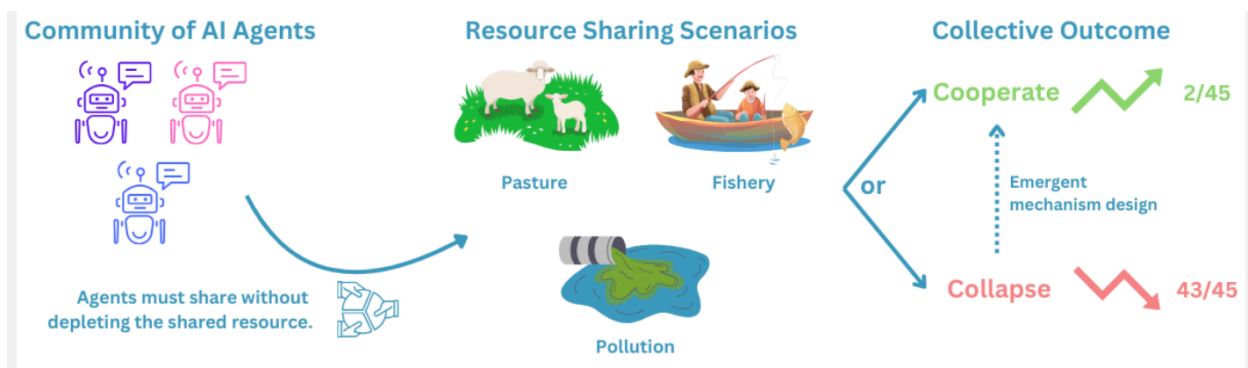 Community of AI Agents
Agents must share without
depleting the shared resource.
Resource Sharing Scenarios
Pasture
Fishery
Pollution
Collective Outcome
or
Cooperate
2/45
Emergent
mechanism design
Collapse
43/45